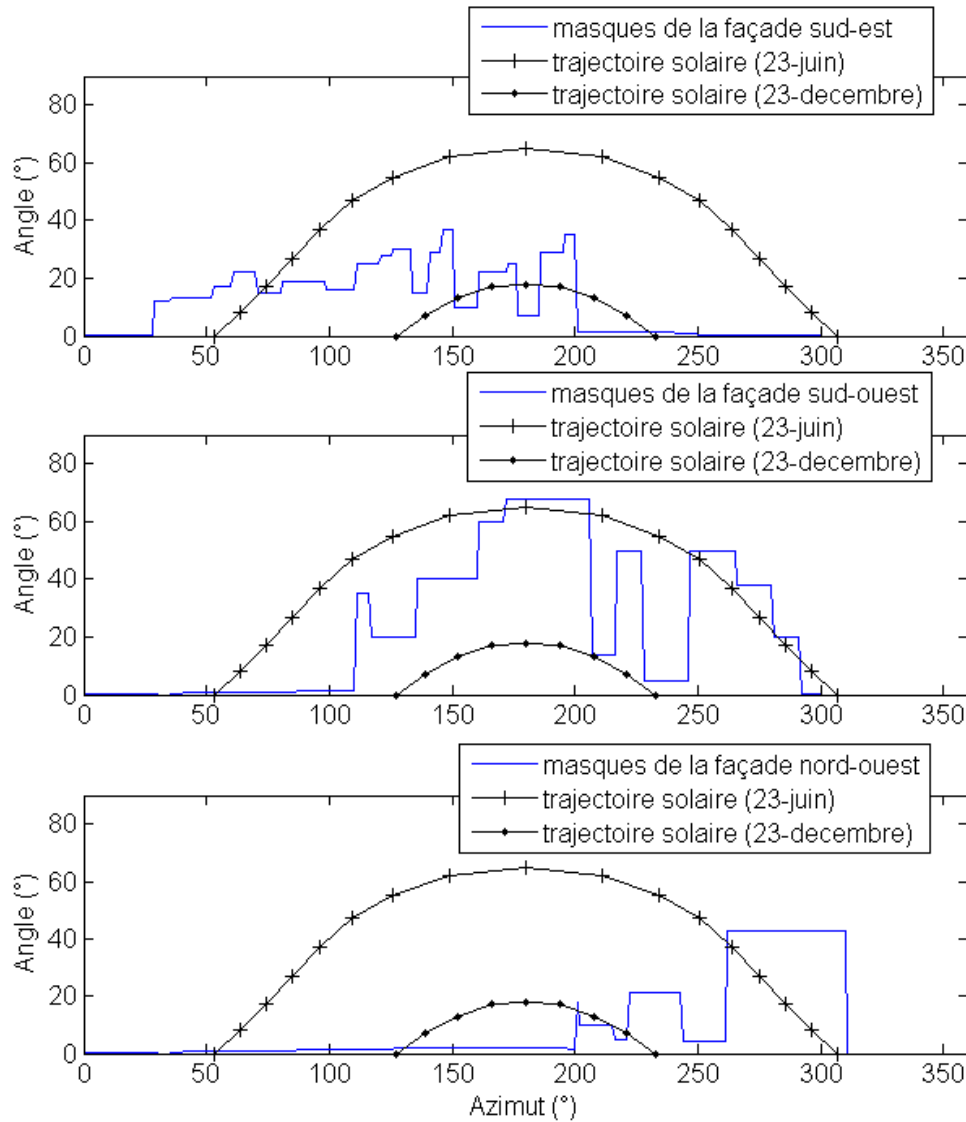 masques de la façade sud-est
trajectoire solaire (23-juin)
trajectoire solaire (23-decembre)
80
60
40
20
0
Angle (°)
0 50 100 150 200 250 300 350
masques de la façade sud-ouest
trajectoire solaire (23-juin)
trajectoire solaire (23-decembre)
80
60
40
20
0
Angle (°)
0 50 100 150 200 250 300 350
masques de la façade nord-ouest
trajectoire solaire (23-juin)
trajectoire solaire (23-decembre)
80
60
40
20
0
Angle (°)
0 50 100 150 200 250 300 350
Azimut (°)